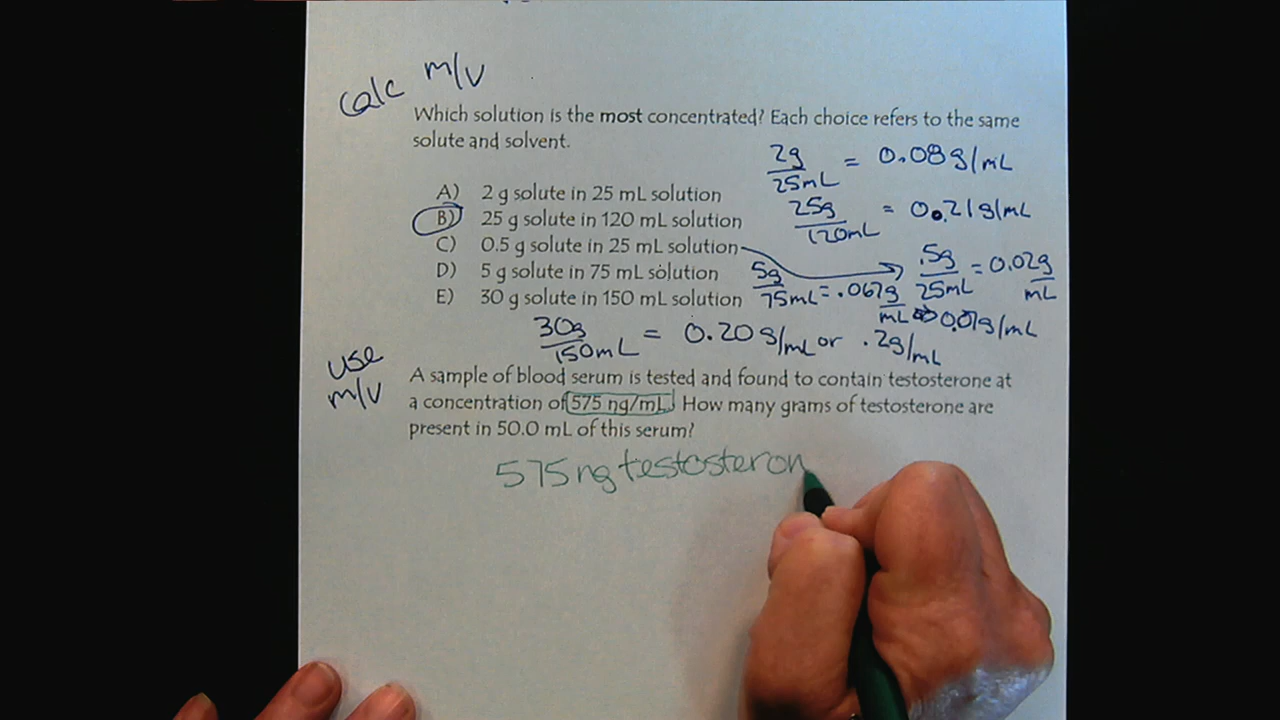 calc m/v
Which solution is the most concentrated? Each choice refers to the same
solute and solvent.
2g/25mL = 0.08g/mL
A) 2 g solute in 25 mL solution
25g/120mL = 0.21g/mL
B) 25 g solute in 120 mL solution
C) 0.5 g solute in 25 mL solution
.5g/25mL = 0.02g/mL
D) 5 g solute in 75 mL solution
5g/75mL = .067g/mL
0.07g/mL
E) 30 g solute in 150 mL solution
30g/150mL = 0.20g/mL or .2g/mL
use
m/v
A sample of blood serum is tested and found to contain testosterone at
a concentration of 575 ng/mL. How many grams of testosterone are
present in 50.0 mL of this serum?
575ng testosteron